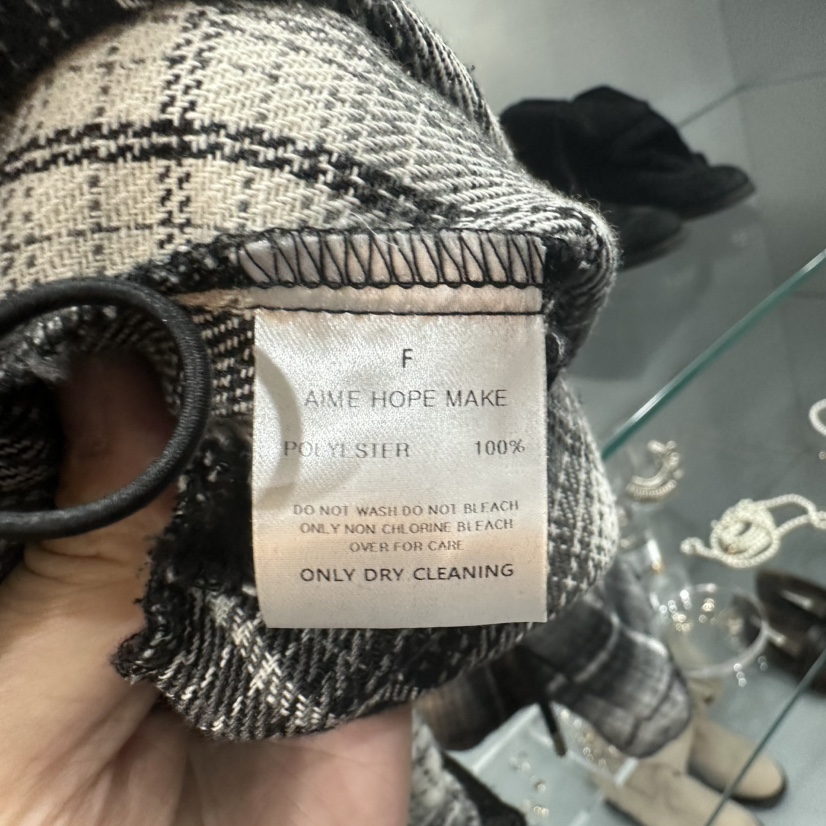 F
AIME HOPE MAKE
POLYESTER 100%
DO NOT WASH DO NOT BLEACH
ONLY NON CHLORINE BLEACH
OVER FOR CARE
ONLY DRY CLEANING